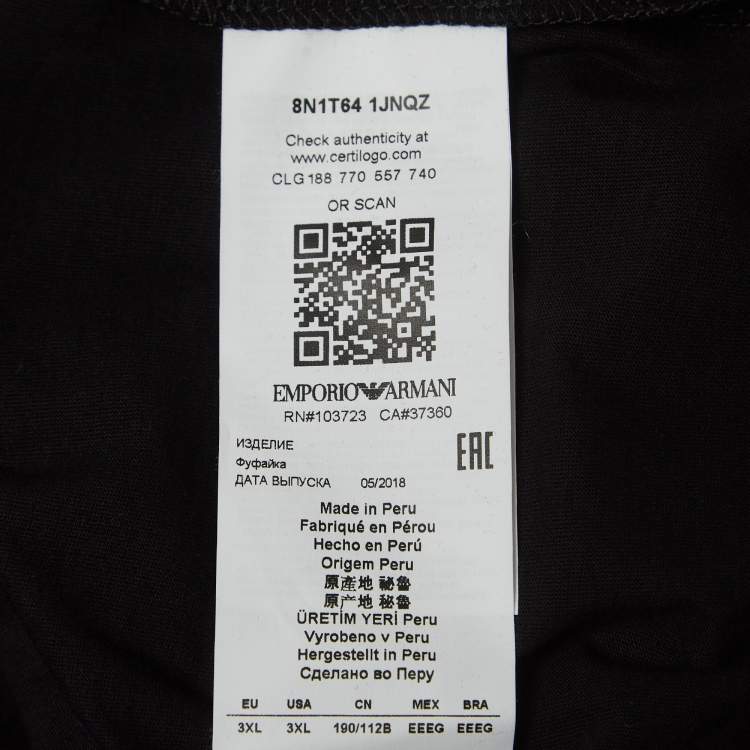 8N1T64 1JNQZ
Check authenticity at
www.certilogo.com
CLG 188 770 557 740
OR SCAN
EMPORIO ARMANI
RN#103723 CA#37360
ИЗДЕЛИЕ
EAC
Фуфайка
ДАТА ВЫПУСКА 05/2018
Made in Peru
Fabriqué en Pérou
Hecho en Perú
Origem Peru
原產地 秘魯
原产地 秘魯
ÜRETİM YERİ Peru
Vyrobeno v Peru
Hergestellt in Peru
Сделано во Перу
EU USA CN MEX BRA
3XL 3XL 190/112B EEEG EEEG